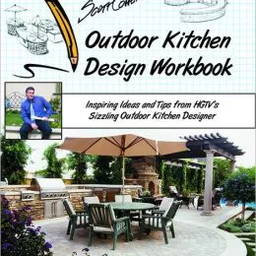 Scott Cohen's
Outdoor Kitchen
Design Workbook
Inspiring Ideas and Tips from HGTV's
Sizzling Outdoor Kitchen Designer